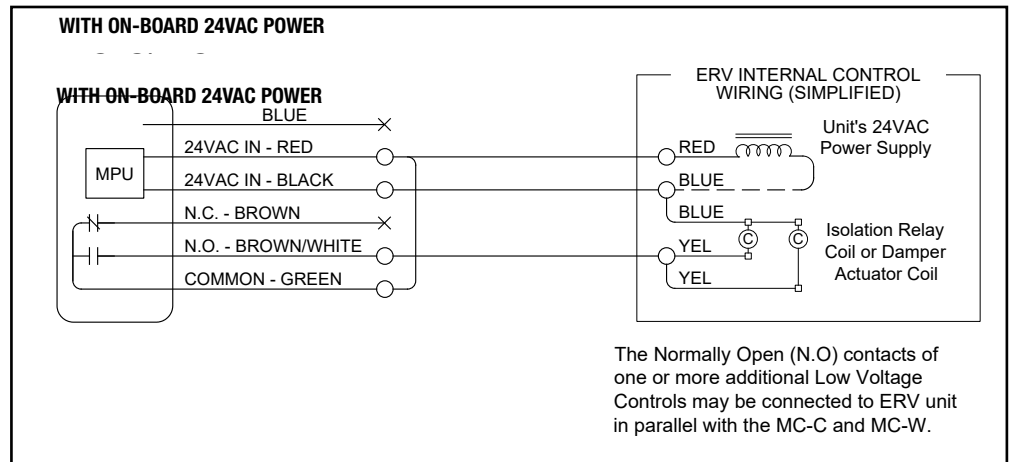 WITH ON-BOARD 24VAC POWER
WITH ON-BOARD 24VAC POWER
BLUE
24VAC IN - RED
MPU
24VAC IN - BLACK
N.C. - BROWN
N.O. - BROWN/WHITE
COMMON - GREEN
ERV INTERNAL CONTROL
WIRING (SIMPLIFIED)
RED
Unit's 24VAC
Power Supply
BLUE
BLUE
C
C
YEL
YEL
Isolation Relay
Coil or Damper
Actuator Coil
The Normally Open (N.O) contacts of
one or more additional Low Voltage
Controls may be connected to ERV unit
in parallel with the MC-C and MC-W.